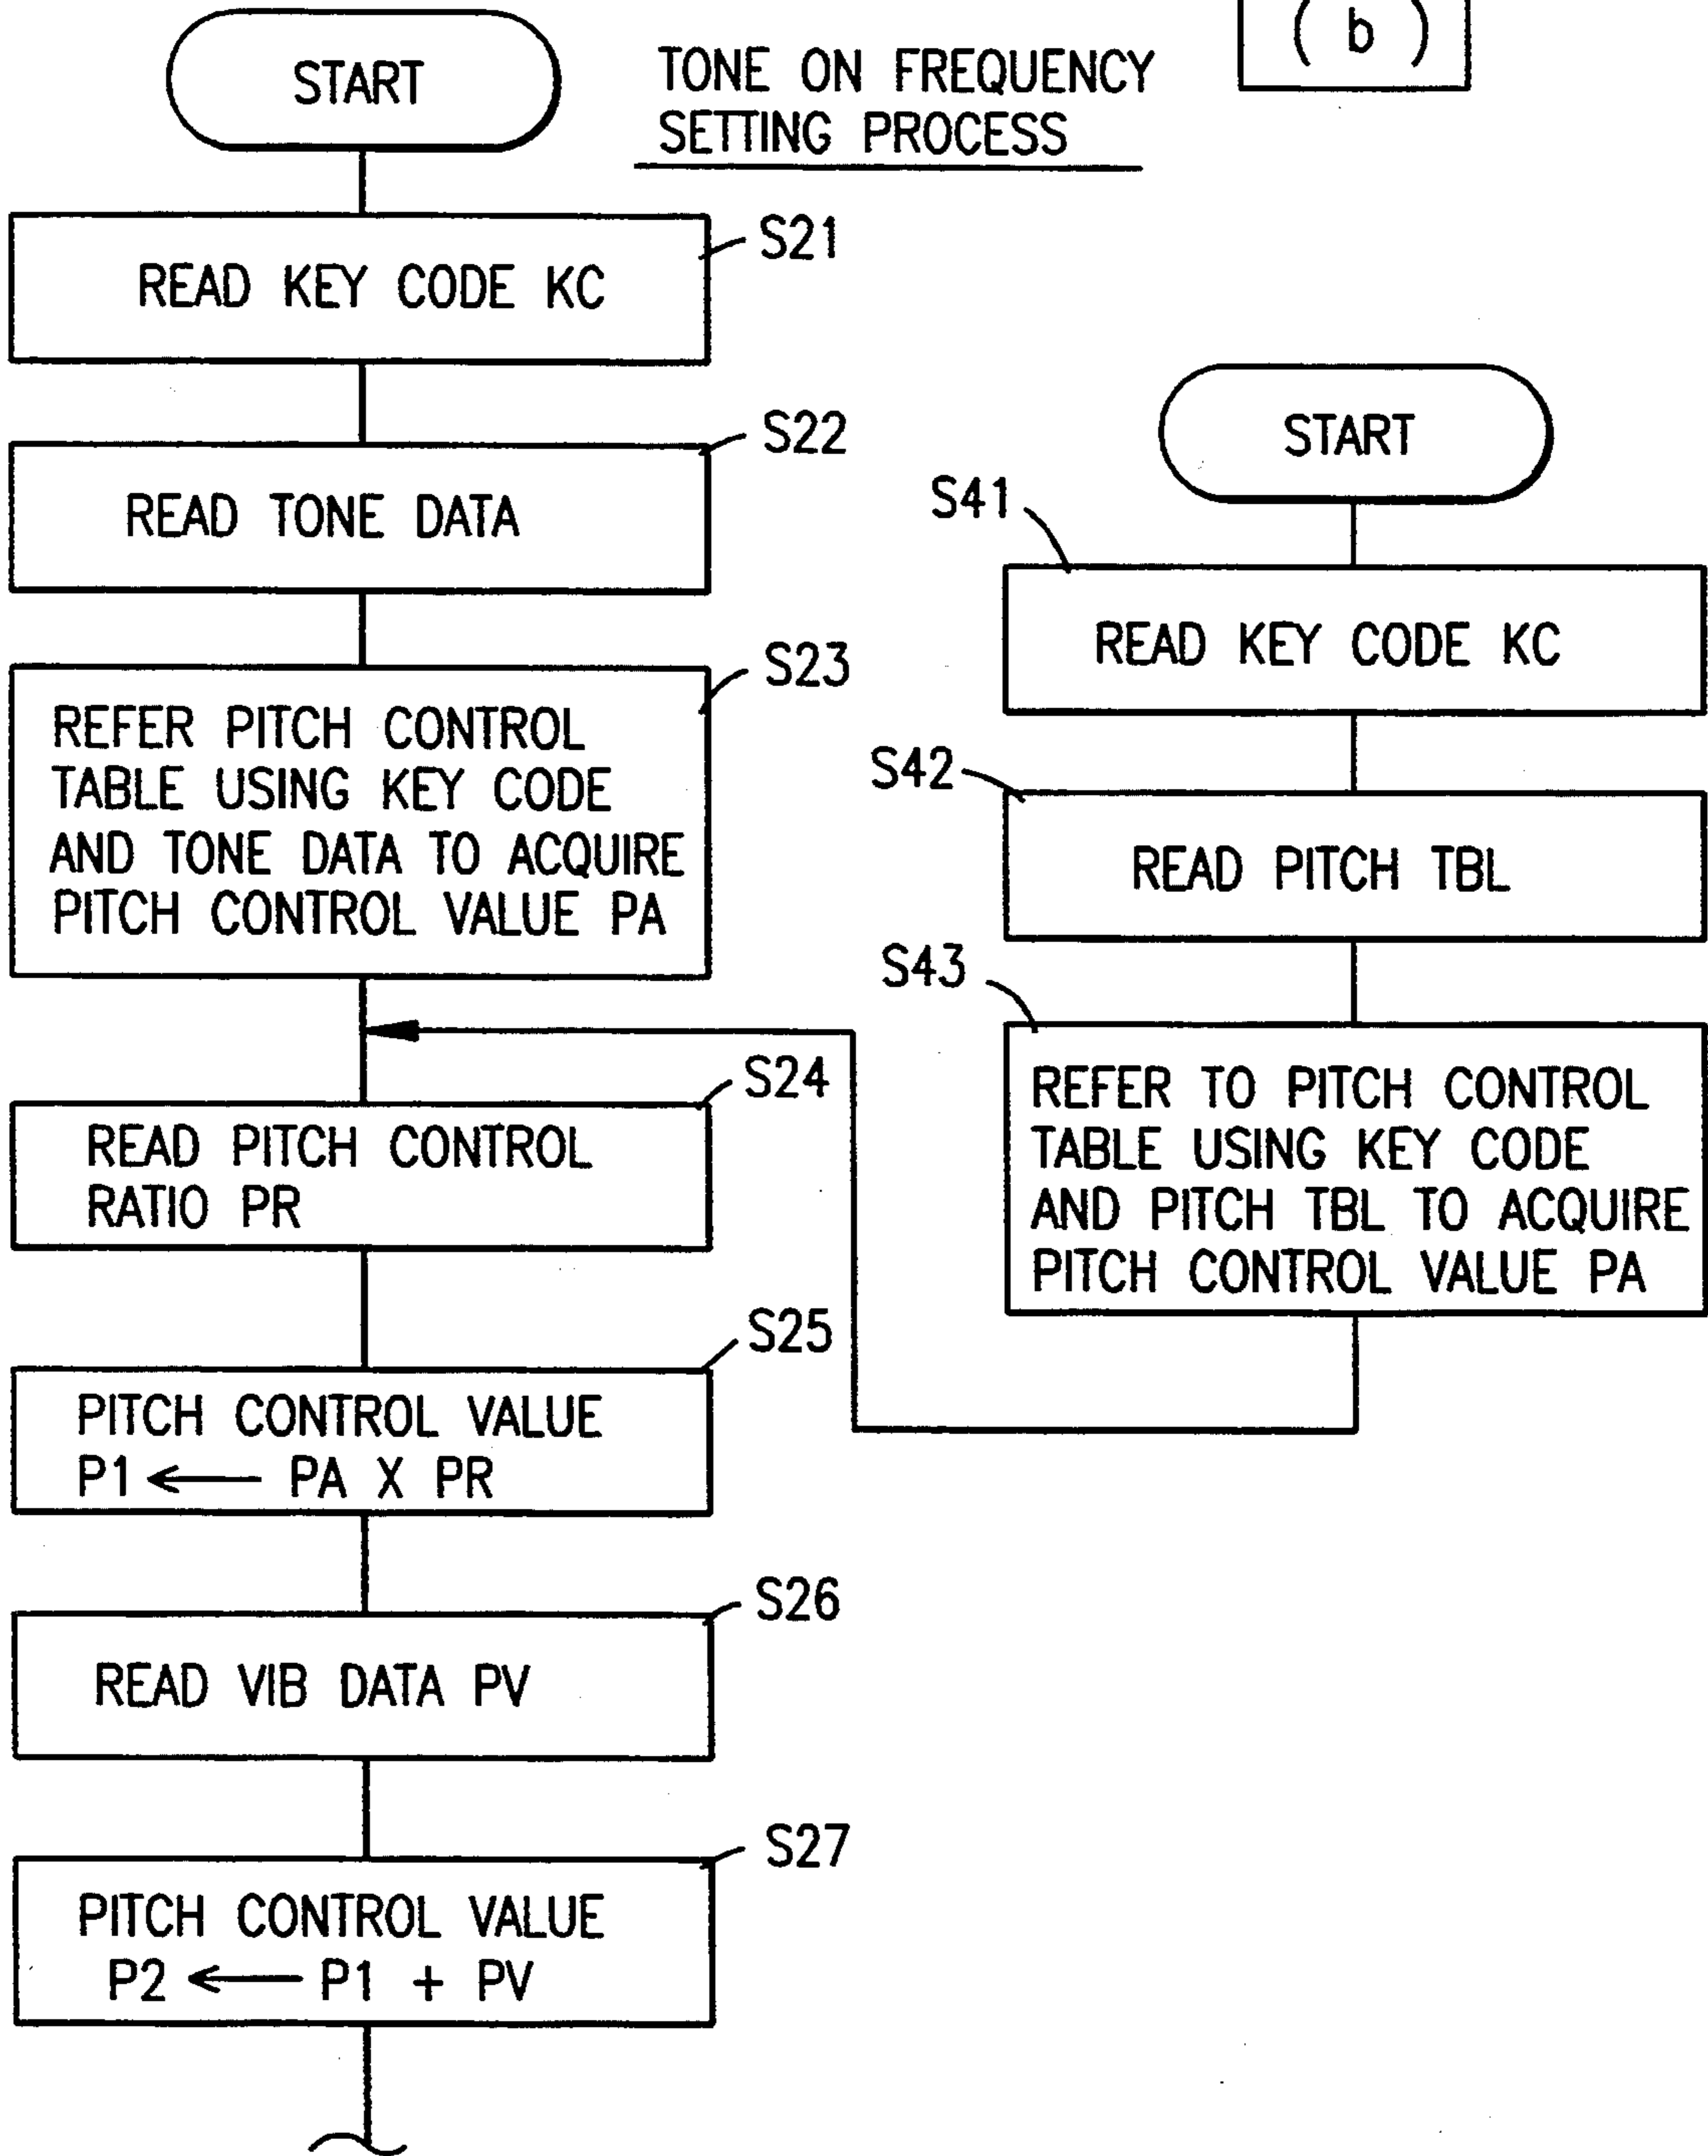 ( b )
START
TONE ON FREQUENCY
SETTING PROCESS
S21
READ KEY CODE KC
S22
READ TONE DATA
S23
REFER PITCH CONTROL
TABLE USING KEY CODE
AND TONE DATA TO ACQUIRE
PITCH CONTROL VALUE PA
S24
READ PITCH CONTROL
RATIO PR
S25
PITCH CONTROL VALUE
P1 ← PA X PR
S26
READ VIB DATA PV
S27
PITCH CONTROL VALUE
P2 ← P1 + PV
START
S41
READ KEY CODE KC
S42
READ PITCH TBL
S43
REFER TO PITCH CONTROL
TABLE USING KEY CODE
AND PITCH TBL TO ACQUIRE
PITCH CONTROL VALUE PA